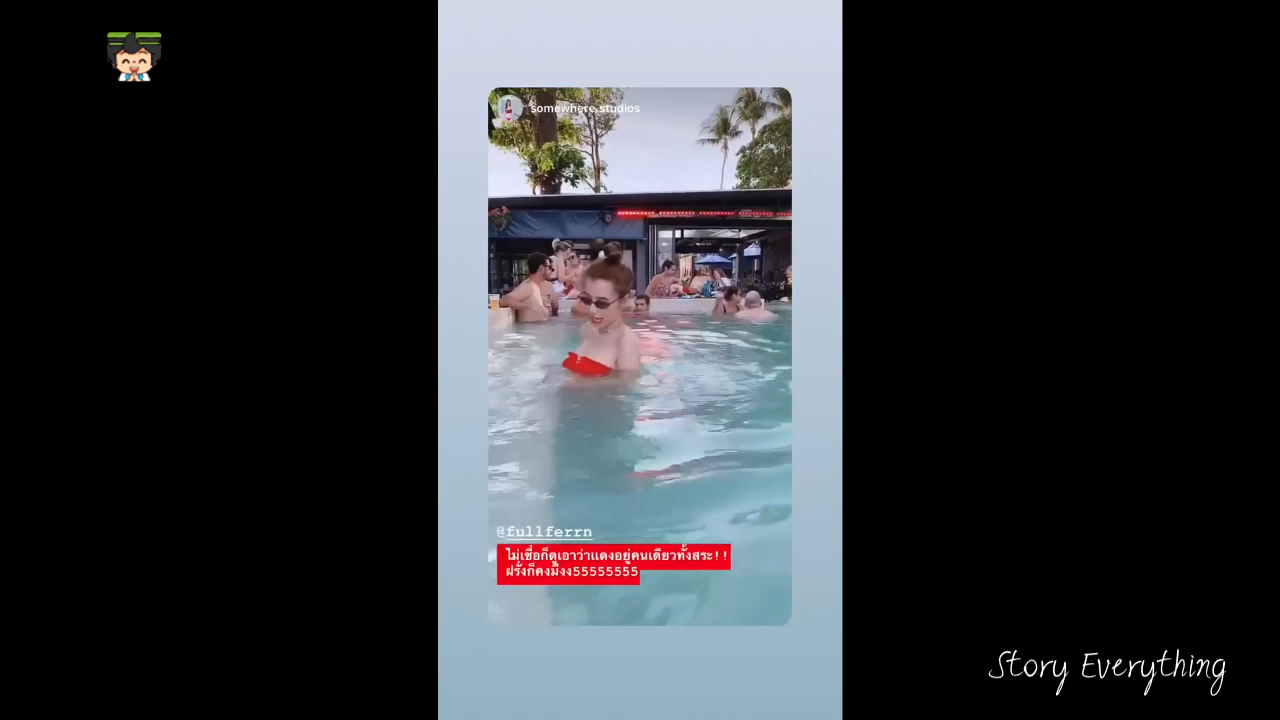 somewhere.studios
@fullferrn
ไม่เชื่อก็ดูเอาว่าแดงอยู่คนเดียวทั้งสระ!!
ฝรั่งก็คงมีงง55555555
Story Everything